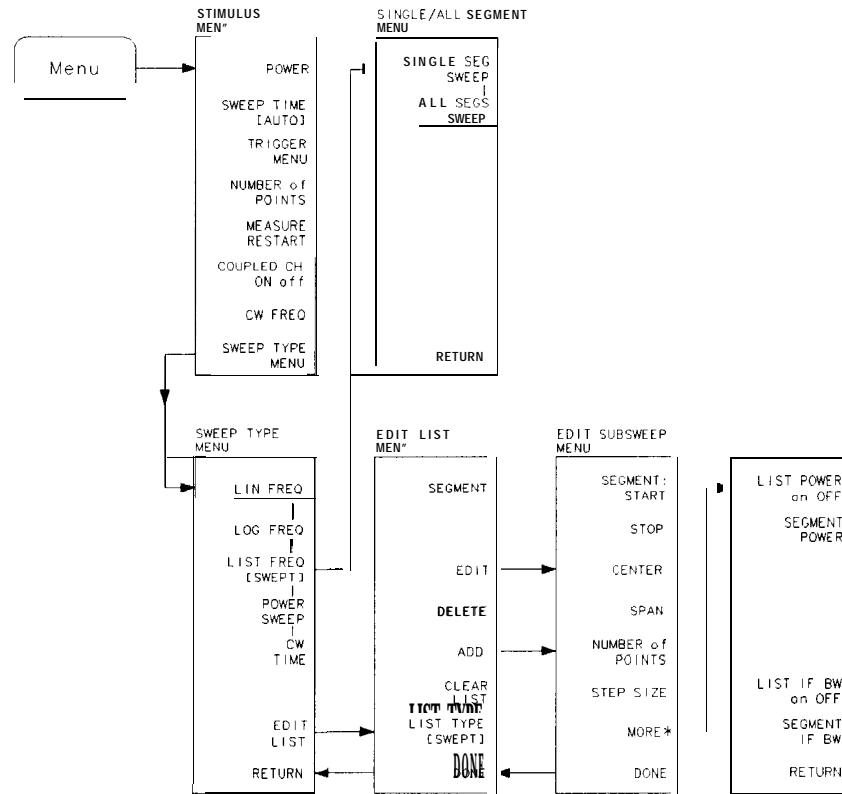 Menu
STIMULUS
MEN"
POWER
SWEEP TIME
[AUTO]
TRIGGER
MENU
NUMBER of
POINTS
MEASURE
RESTART
COUPLED CH
ON off
CW FREQ
SWEEP TYPE
MENU
SINGLE/ALL SEGMENT
MENU
SINGLE SEG
SWEEP
ALL SEGS
SWEEP
RETURN
SWEEP TYPE
MENU
LIN FREQ
LOG FREQ
LIST FREQ
[SWEPT]
POWER
SWEEP
CW
TIME
EDIT
LIST
RETURN
EDIT LIST
MEN"
SEGMENT
EDIT
DELETE
ADD
CLEAR
LIST
LIST TYPE
LIST TYPE
[SWEPT]
DONE
EDIT SUBSWEEP
MENU
SEGMENT:
START
STOP
CENTER
SPAN
NUMBER of
POINTS
STEP SIZE
MORE*
DONE
LIST POWER
on OFF
SEGMENT
POWER
LIST IF BW
on OFF
SEGMENT
IF BW
RETURN